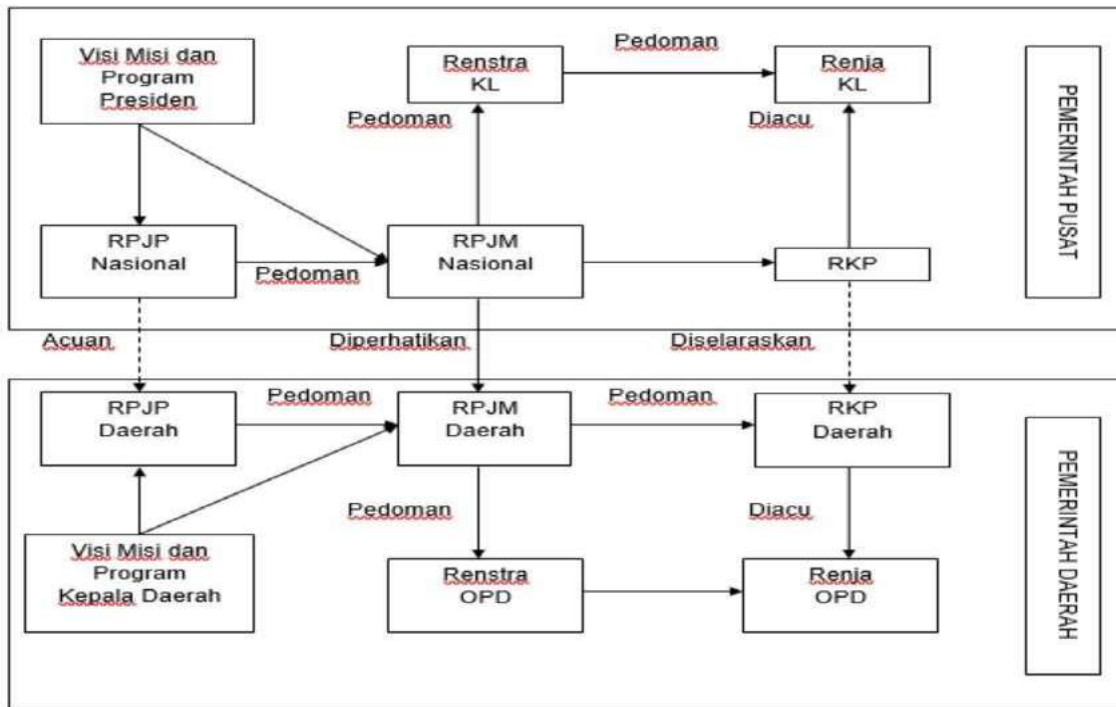 Visi Misi dan
Program
Presiden
Renstra
KL
Pedoman
Renja
KL
Pedoman
Diacu
RPJP
Nasional
Pedoman
RPJM
Nasional
RKP
PEMERINTAH PUSAT
Acuan
Diperhatikan
Diselaraskan
RPJP
Daerah
Pedoman
RPJM
Daerah
Pedoman
RKP
Daerah
Pedoman
Diacu
Visi Misi dan
Program
Kepala Daerah
Renstra
OPD
Renja
OPD
PEMERINTAH DAERAH